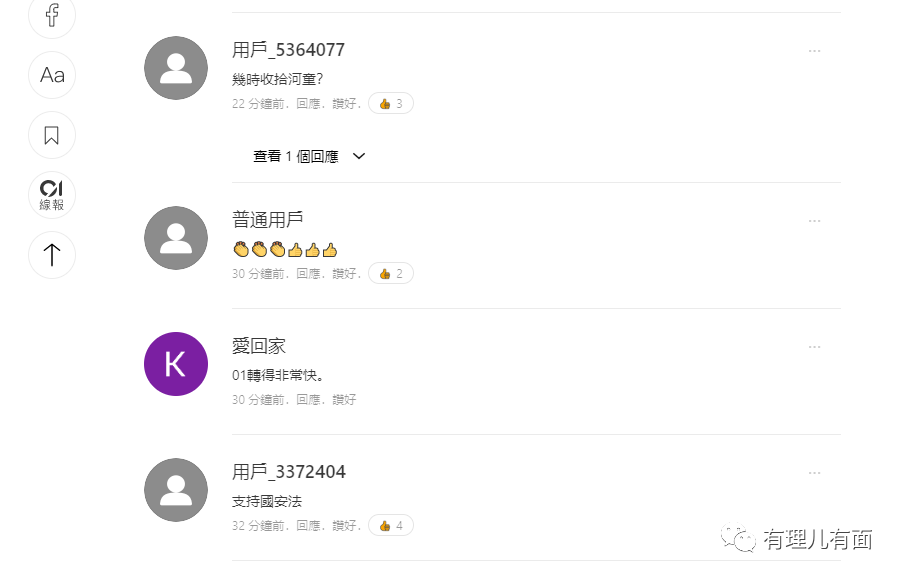 用戶_5364077
幾時收拾河童?
22 分鐘前．回應．讚好． 3
查看 1 個回應
普通用戶
👏👏👏👍👍👍
30 分鐘前．回應．讚好． 2
愛回家
K
01轉得非常快。
30 分鐘前．回應．讚好
用戶_3372404
支持國安法
32 分鐘前．回應．讚好． 4
Aa
01
線報
有理儿有面